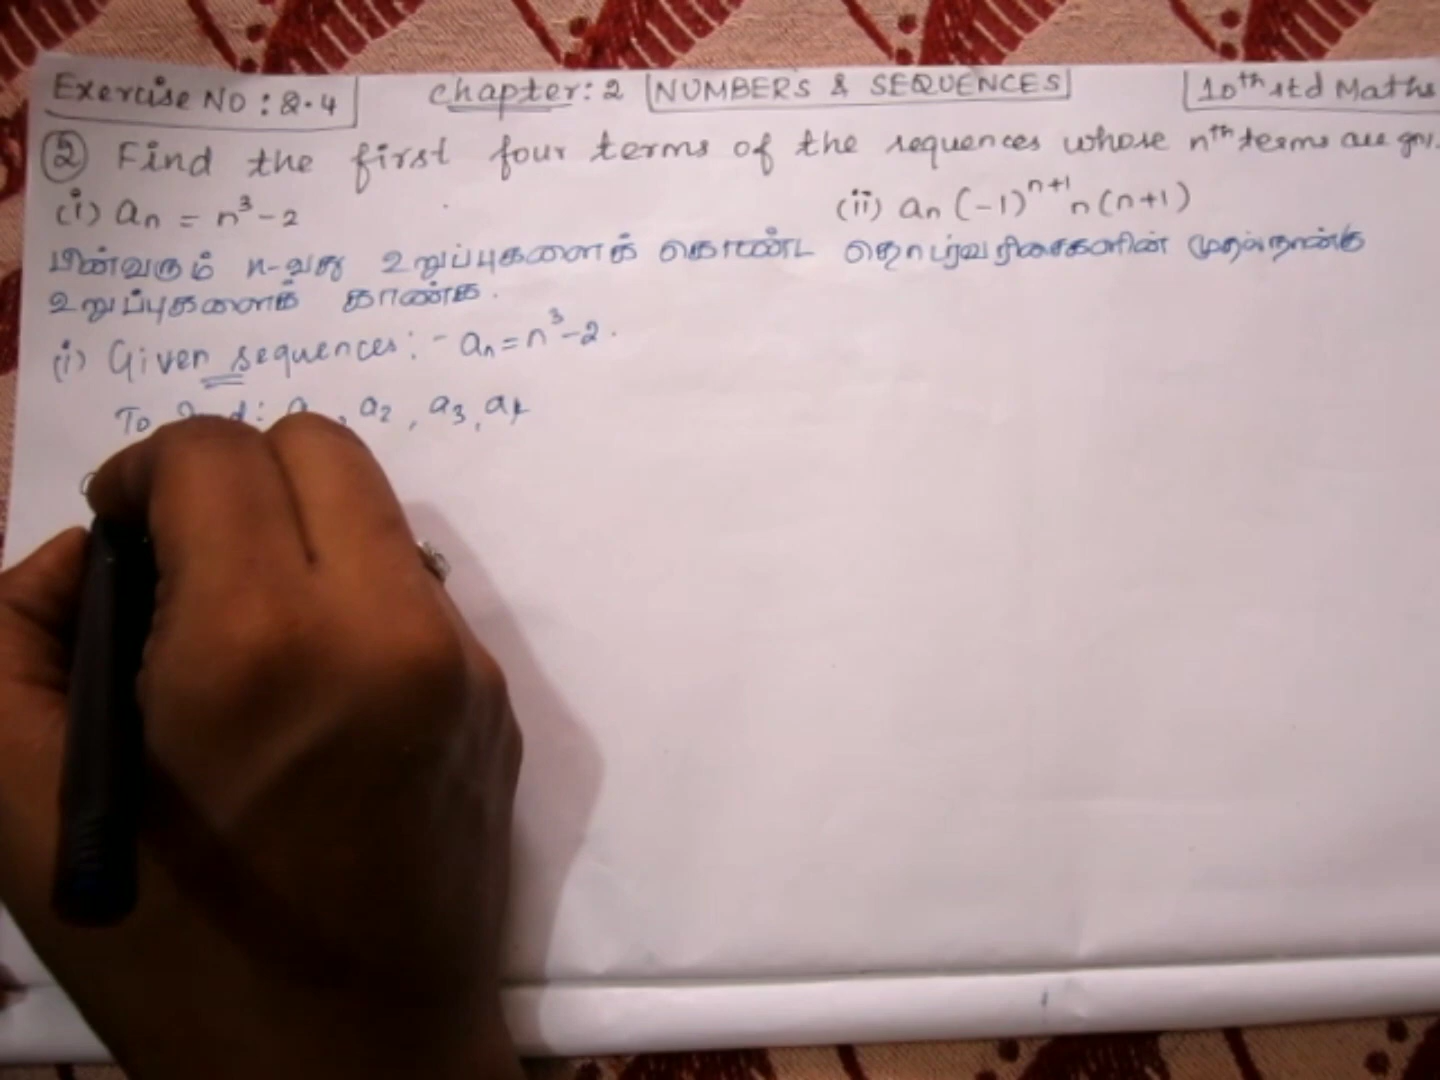 Exercise NO : 2.4 Chapter: 2 NUMBERS & SEQUENCES 10th std Maths
② Find the first four terms of the sequences whose nth terms are
(i) aₙ = n³ - 2 (ii) aₙ (-1)ⁿ⁺¹ n (n+1)
பின்வரும் n-வது உறுப்புகளைக் கொண்ட தொடர்வரிசைகளின் முதல் நான்கு
உறுப்புகளைக் காண்க.
(i) Given sequences: - aₙ = n³-2.
To a₂, a₃, a₄